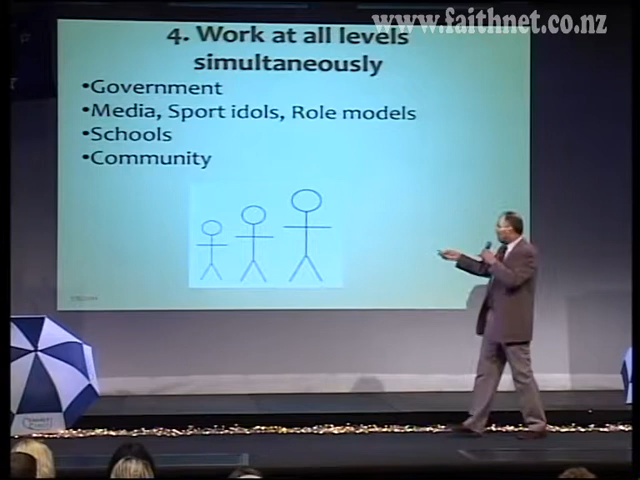 www.faithnet.co.nz
4. Work at all levels
simultaneously
•Government
•Media, Sport idols, Role models
•Schools
•Community